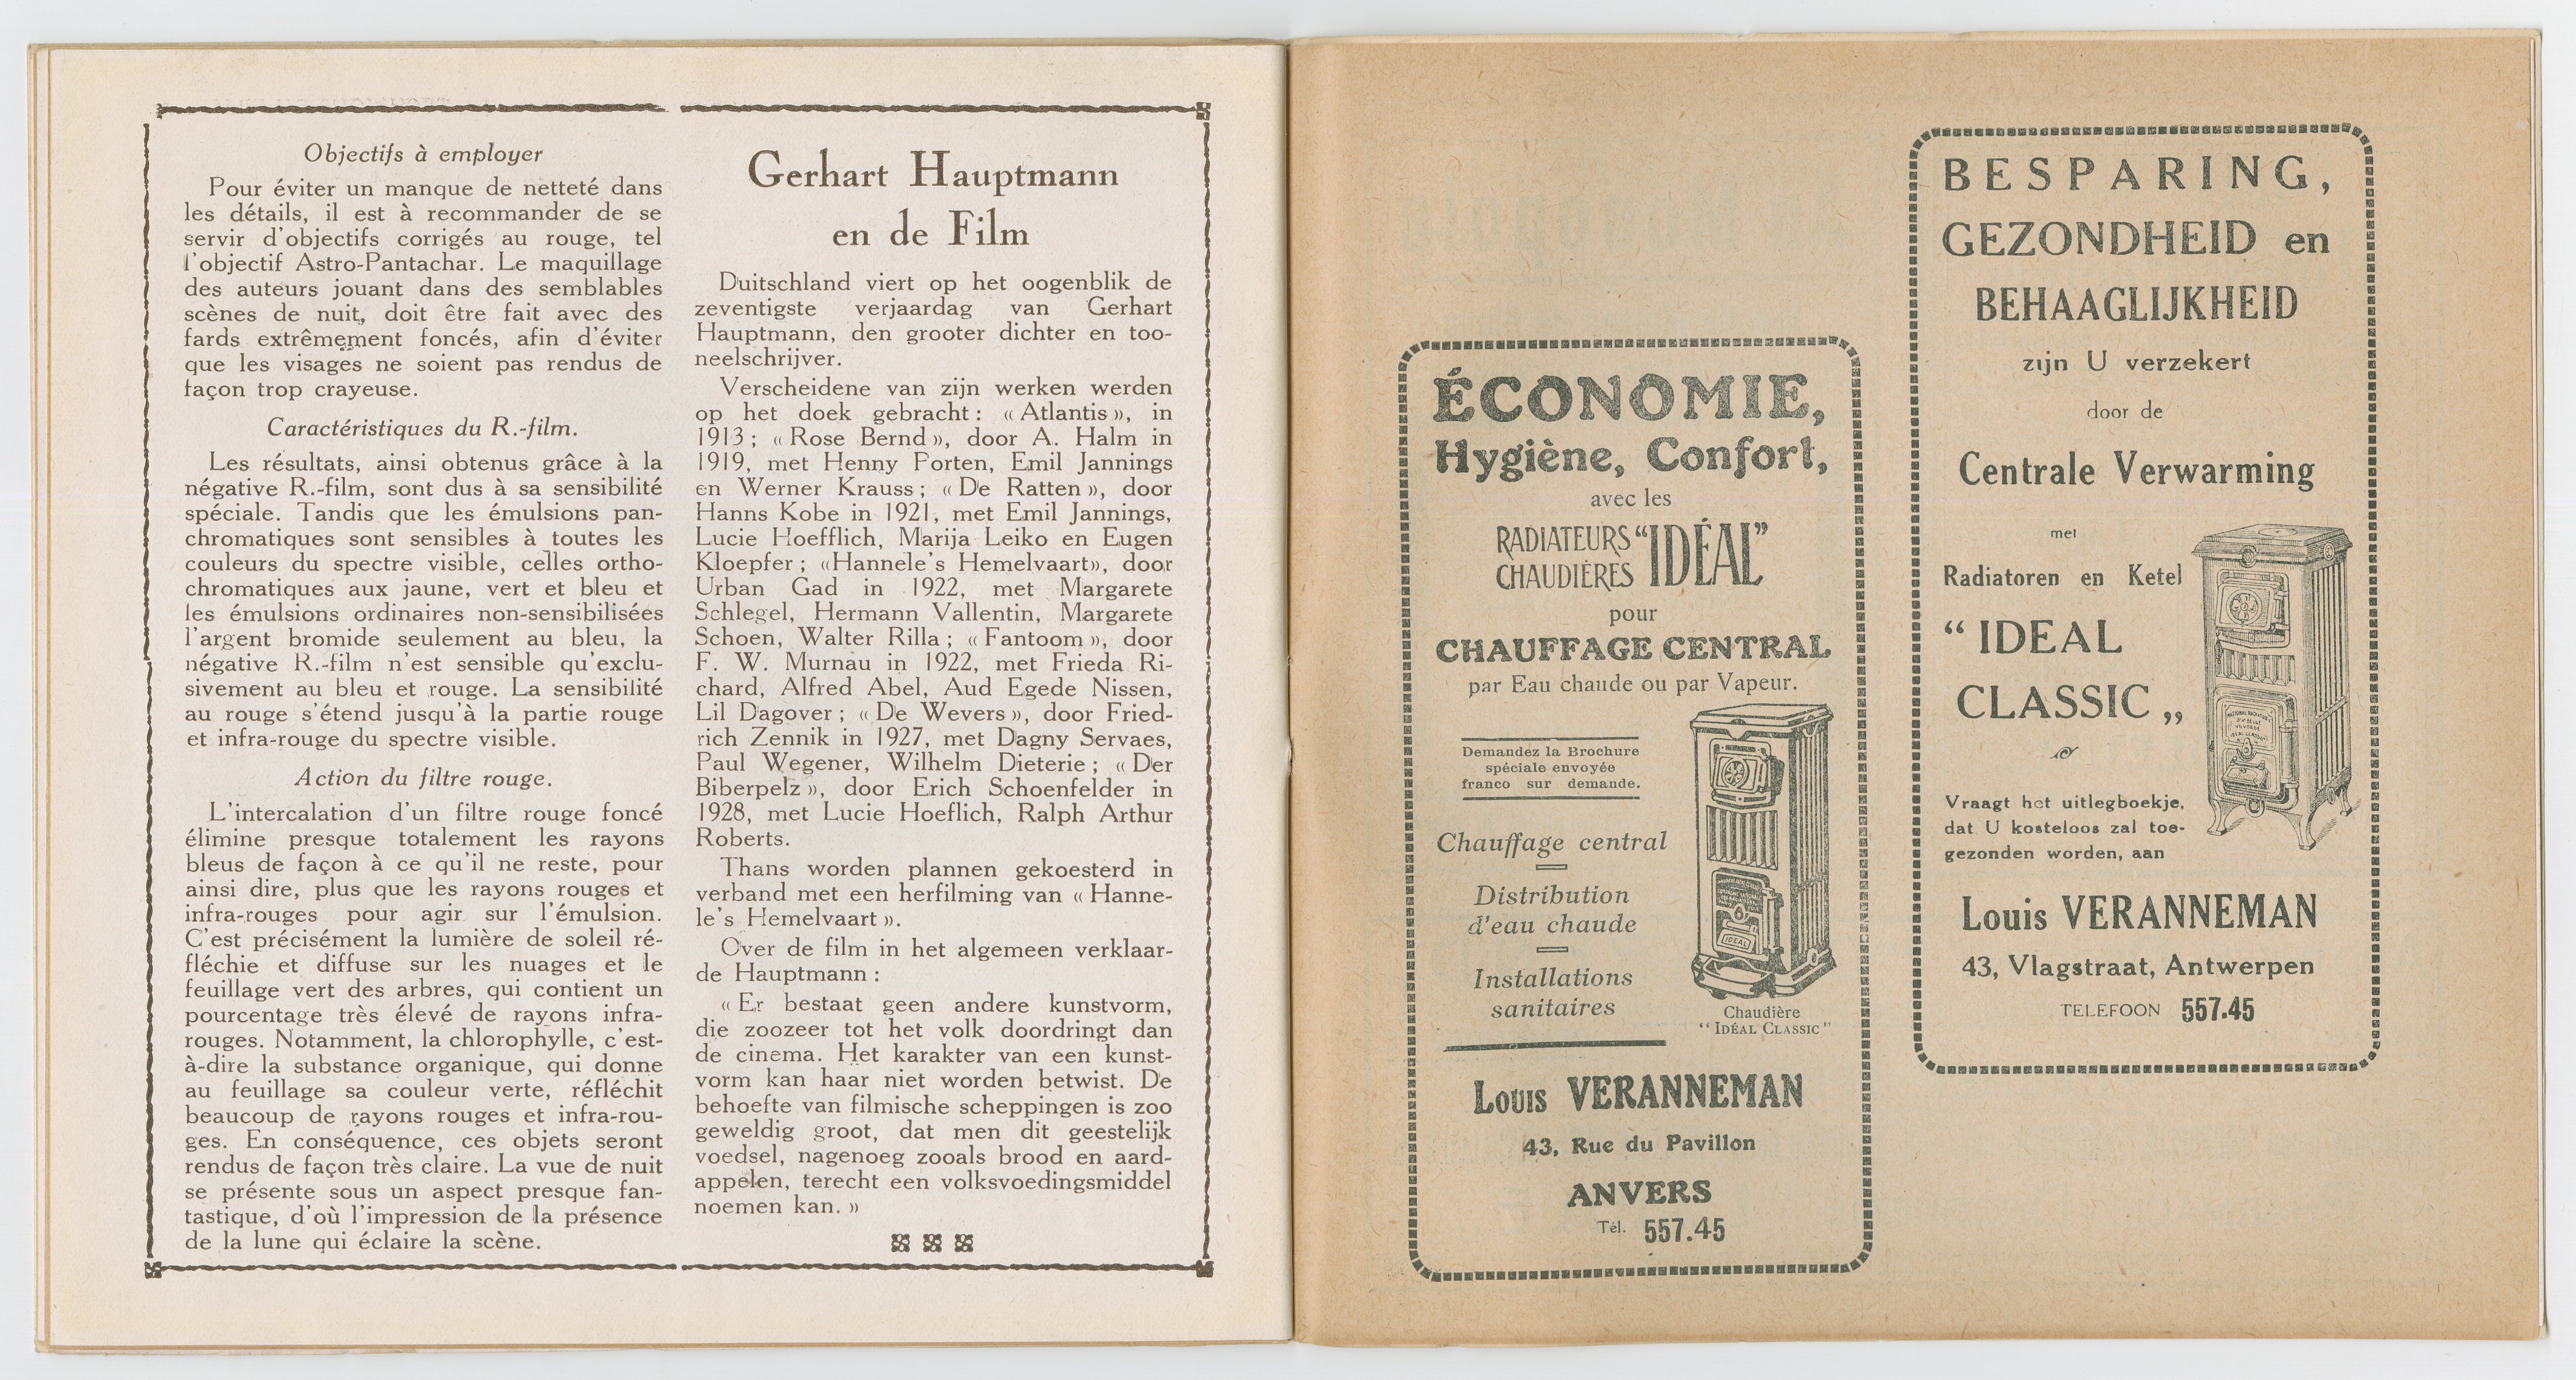 Objectifs à employer
Pour éviter un manque de netteté dans
les détails, il est à recommander de se
servir d'objectifs corrigés au rouge, tel
l'objectif Astro-Pantachar. Le maquillage
des auteurs jouant dans des semblables
scènes de nuit, doit être fait avec des
fards extrêmement foncés, afin d'éviter
que les visages ne soient pas rendus de
façon trop crayeuse.
Caractéristiques du R.-film.
Les résultats, ainsi obtenus grâce à la
négative R.-film, sont dus à sa sensibilité
spéciale. Tandis que les émulsions pan-
chromatiques sont sensibles à toutes les
couleurs du spectre visible, celles ortho-
chromatiques aux jaune, vert et bleu et
les émulsions ordinaires non-sensibilisées
l'argent bromide seulement au bleu, la
négative R.-film n'est sensible qu'exclu-
sivement au bleu et rouge. La sensibilité
au rouge s'étend jusqu'à la partie rouge
et infra-rouge du spectre visible.
Action du filtre rouge.
L'intercalation d'un filtre rouge foncé
élimine presque totalement les rayons
bleus de façon à ce qu'il ne reste, pour
ainsi dire, plus que les rayons rouges et
infra-rouges pour agir sur l'émulsion.
C'est précisément la lumière de soleil ré-
fléchie et diffuse sur les nuages et le
feuillage vert des arbres, qui contient un
pourcentage très élevé de rayons infra-
rouges. Notamment, la chlorophylle, c'est-
à-dire la substance organique, qui donne
au feuillage sa couleur verte, réfléchit
beaucoup de rayons rouges et infra-rou-
ges. En conséquence, ces objets seront
rendus de façon très claire. La vue de nuit
se présente sous un aspect presque fan-
tastique, d'où l'impression de la présence
de la lune qui éclaire la scène.
Gerhart Hauptmann
en de Film
Duitschland viert op het oogenblik de
zeventigste verjaardag van Gerhart
Hauptmann, den grooter dichter en too-
neelschrijver.
Verscheidene van zijn werken werden
op het doek gebracht : « Atlantis », in
1913 ; « Rose Bernd », door A. Halm in
1919, met Henny Porten, Emil Jannings
en Werner Krauss ; « De Ratten », door
Hanns Kobe in 1921, met Emil Jannings,
Lucie Hoefflich, Marija Leiko en Eugen
Kloepfer ; «Hannele's Hemelvaart», door
Urban Gad in 1922, met Margarete
Schlegel, Hermann Vallentin, Margarete
Schoen, Walter Rilla ; « Fantoom », door
F. W. Murnau in 1922, met Frieda Ri-
chard, Alfred Abel, Aud Egede Nissen,
Lil Dagover ; « De Wevers », door Fried-
rich Zennik in 1927, met Dagny Servaes,
Paul Wegener, Wilhelm Dieterie ; « Der
Biberpelz », door Erich Schoenfelder in
1928, met Lucie Hoeflich, Ralph Arthur
Roberts.
Thans worden plannen gekoesterd in
verband met een herfilming van « Hanne-
le's Hemelvaart ».
Over de film in het algemeen verklaar-
de Hauptmann :
« Er bestaat geen andere kunstvorm,
die zoozeer tot het volk doordringt dan
de cinema. Het karakter van een kunst-
vorm kan haar niet worden betwist. De
behoefte van filmische scheppingen is zoo
geweldig groot, dat men dit geestelijk
voedsel, nagenoeg zooals brood en aard-
appelen, terecht een volksvoedingsmiddel
noemen kan. »
ÉCONOMIE,
Hygiène, Confort,
avec les
RADIATEURS
CHAUDIÈRES
"IDÉAL"
pour
CHAUFFAGE CENTRAL
par Eau chaude ou par Vapeur.
Demandez la Brochure
spéciale envoyée
franco sur demande.
Chauffage central
Distribution
d'eau chaude
Installations
sanitaires
IDEAL
Chaudière
"IDÉAL CLASSIC"
Louis VERANNEMAN
43, Rue du Pavillon
ANVERS
Tél. 557.45
BESPARING,
GEZONDHEID en
BEHAAGLIJKHEID
zijn U verzekert
door de
Centrale Verwarming
met
Radiatoren en Ketel
"IDEAL
CLASSIC„
Vraagt het uitlegboekje,
dat U kosteloos zal toe-
gezonden worden, aan
Louis VERANNEMAN
43, Vlagstraat, Antwerpen
TELEFOON 557.45